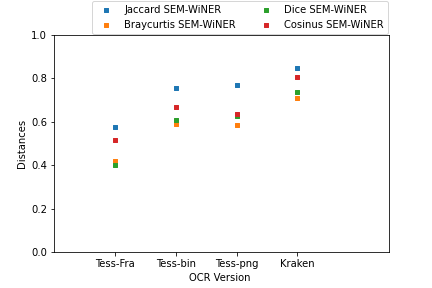 Jaccard SEM-WiNER
Dice SEM-WiNER
Braycurtis SEM-WiNER
Cosinus SEM-WiNER
1.0
0.8
0.6
0.4
0.2
0.0
Distances
Tess-Fra Tess-bin Tess-png Kraken
OCR Version